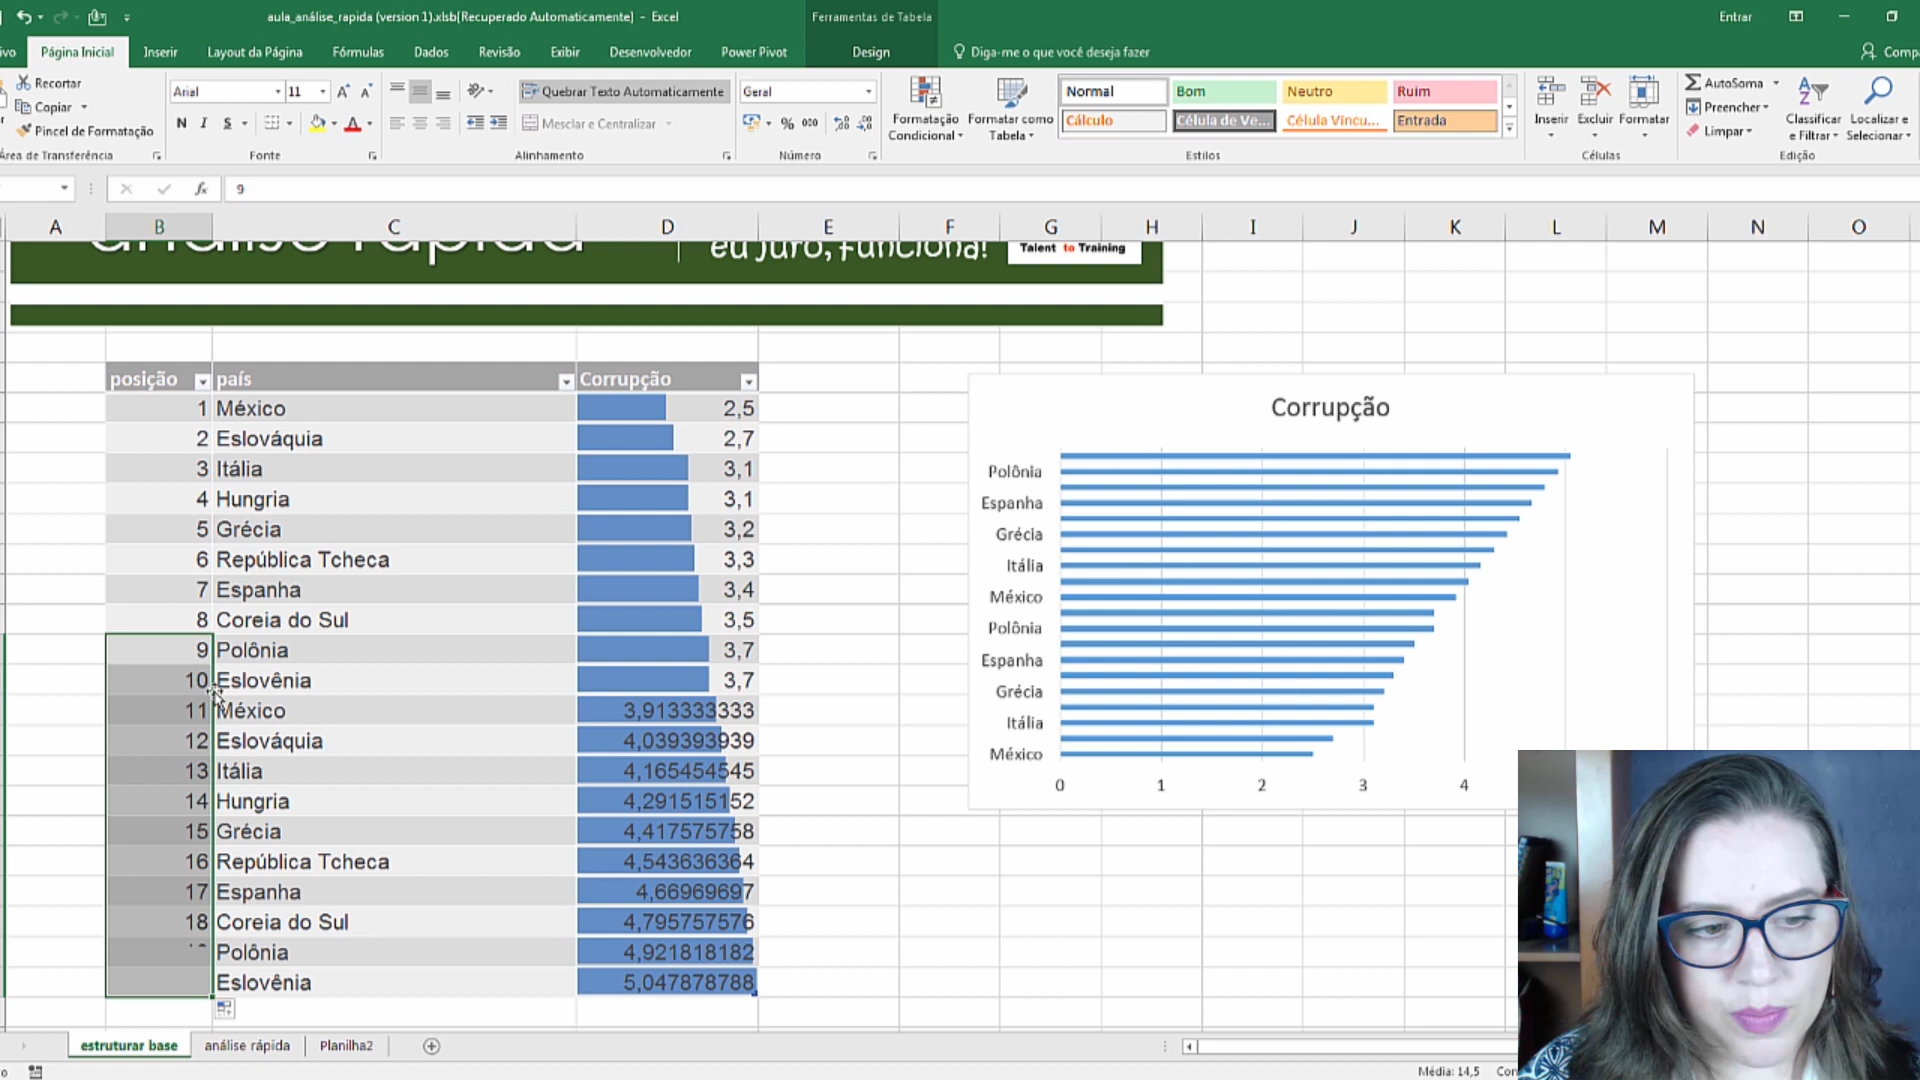 aula_análise_rapida (version 1).xlsb[Recuperado Automaticamente] - Excel
Ferramentas de Tabela
Entrar
Página Inicial
Inserir
Layout da Página
Fórmulas
Dados
Revisão
Exibir
Desenvolvedor
Power Pivot
Design
Diga-me o que você deseja fazer
Recortar
Copiar
Pincel de Formatação
Área de Transferência
Arial
11
N I S
Fonte
Quebrar Texto Automaticamente
Mesclar e Centralizar
Alinhamento
Geral
% 000
Número
Formatação Condicional
Formatar como Tabela
Normal
Bom
Neutro
Ruim
Cálculo
Célula de Ve...
Célula Víncu...
Entrada
Estilos
Inserir
Excluir
Formatar
Células
AutoSoma
Preencher
Limpar
Classificar e Filtrar
Localizar e Selecionar
Edição
fx
9
A B C D E F G H I J K L M N O
análise rápida
eu juro, funciona!
Talent to Training
posição país Corrupção
1 México 2,5
2 Eslováquia 2,7
3 Itália 3,1
4 Hungria 3,1
5 Grécia 3,2
6 República Tcheca 3,3
7 Espanha 3,4
8 Coreia do Sul 3,5
9 Polônia 3,7
10 Eslovênia 3,7
11 México 3,913333333
12 Eslováquia 4,039393939
13 Itália 4,165454545
14 Hungria 4,291515152
15 Grécia 4,417575758
16 República Tcheca 4,543636364
17 Espanha 4,66969697
18 Coreia do Sul 4,795757576
Polônia 4,921818182
Eslovênia 5,047878788
Corrupção
Polônia
Espanha
Grécia
Itália
México
Polônia
Espanha
Grécia
Itália
México
0 1 2 3 4
estruturar base
análise rápida
Planilha2
Média: 14,5